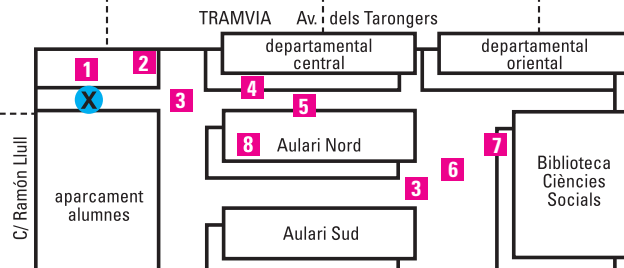 TRAMVIA Av. dels Tarongers
departamental
central
departamental
oriental
1
2
3
4
5
X
8
Aulari Nord
7
6
3
Biblioteca
Ciències
Socials
C/ Ramón Llull
aparcament
alumnes
Aulari Sud